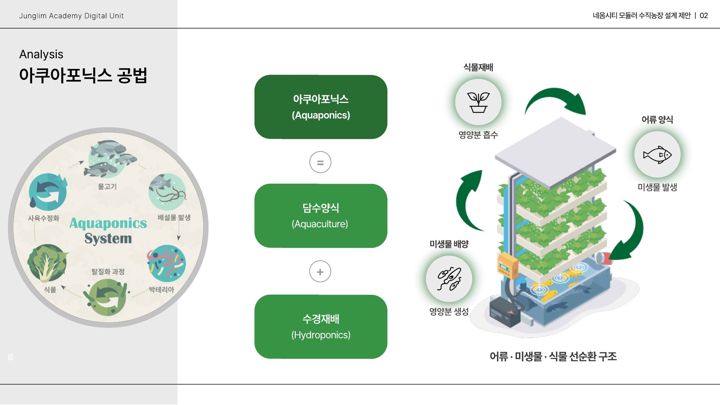 Junglim Academy Digital Unit
네옴시티 모듈러 수직농장 설계 제안 | 02
Analysis
아쿠아포닉스 공법
물고기
사육수정화
배설물 발생
Aquaponics
System
식물
탈질화 과정
박테리아
아쿠아포닉스
(Aquaponics)
=
담수양식
(Aquaculture)
+
수경재배
(Hydroponics)
식물재배
영양분 흡수
어류 양식
미생물 발생
미생물 배양
영양분 생성
어류 · 미생물 · 식물 선순환 구조